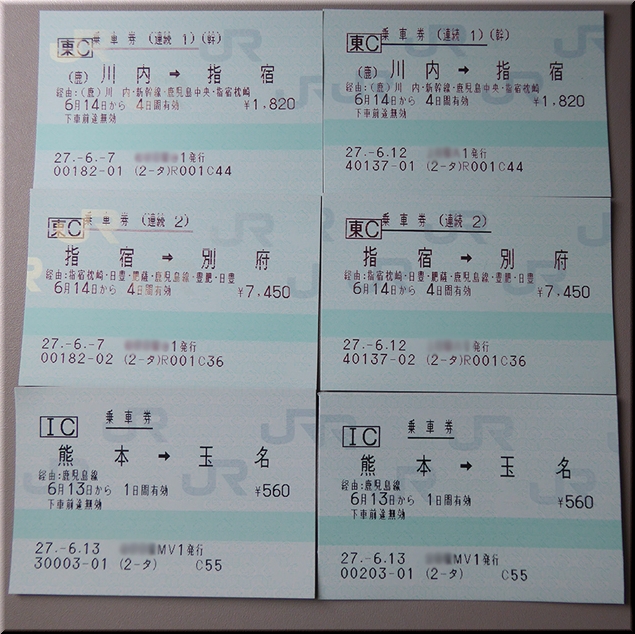 東C 乗車券 (連続 1) (幹)
(鹿) 川内 → 指宿
経由:(鹿)川内・新幹線・鹿児島中央・指宿枕崎
6月14日から 4日間有効 ¥1,820
下車前途無効
27.-6.-7 1発行
00182-01 (2-タ)R001C44
東C 乗車券 (連続 1) (幹)
(鹿) 川内 → 指宿
経由:(鹿)川内・新幹線・鹿児島中央・指宿枕崎
6月14日から 4日間有効 ¥1,820
下車前途無効
27.-6.12 1発行
40137-01 (2-タ)R001C44
東C 乗車券 (連続 2)
指宿 → 別府
経由:指宿枕崎・日豊・肥薩・鹿児島線・豊肥・日豊
6月14日から 4日間有効 ¥7,450
27.-6.-7 1発行
00182-02 (2-タ)R001C36
東C 乗車券 (連続 2)
指宿 → 別府
経由:指宿枕崎・日豊・肥薩・鹿児島線・豊肥・日豊
6月14日から 4日間有効 ¥7,450
27.-6.12 1発行
40137-02 (2-タ)R001C36
IC 乗車券
熊本 → 玉名
経由:鹿児島線
6月13日から 1日間有効 ¥560
下車前途無効
27.-6.13 MV1発行
30003-01 (2-タ) C55
IC 乗車券
熊本 → 玉名
経由:鹿児島線
6月13日から 1日間有効 ¥560
下車前途無効
27.-6.13 MV1発行
00203-01 (2-タ) C55